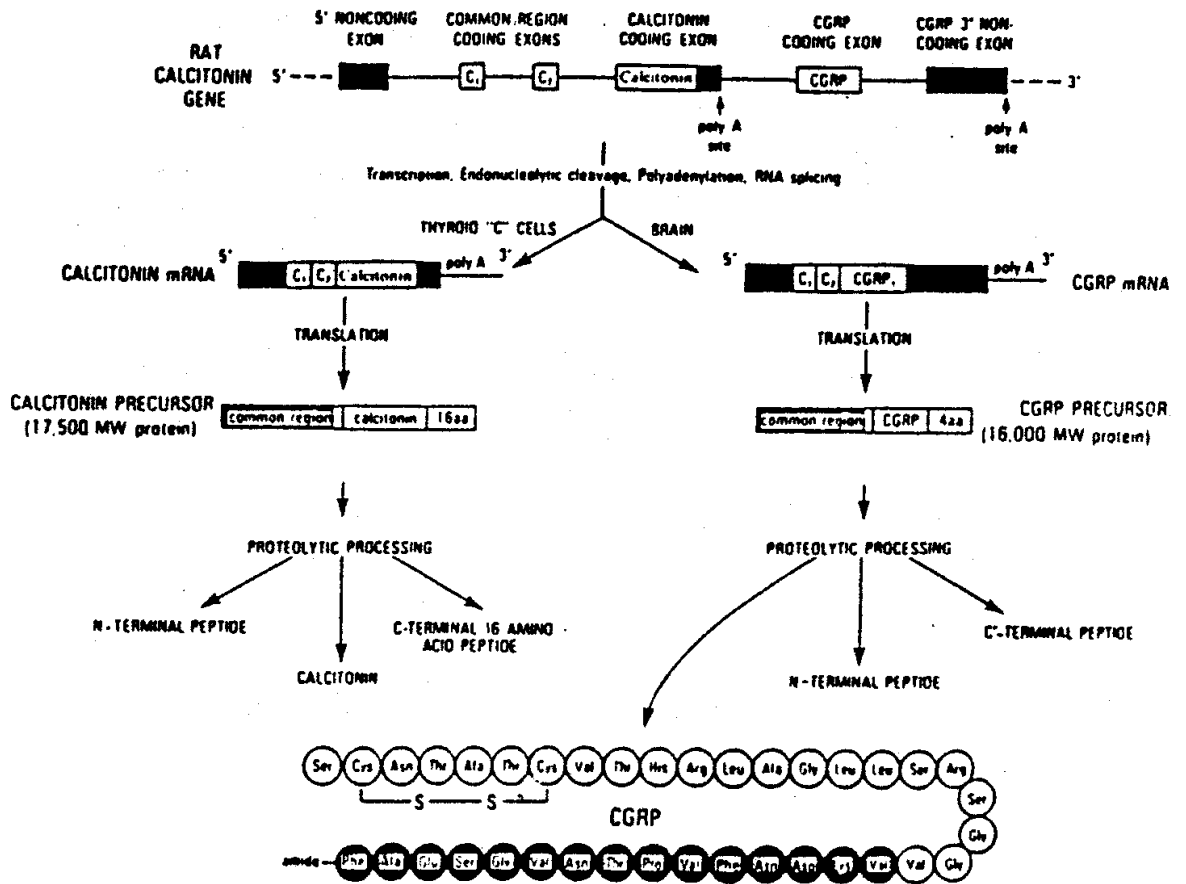 5' NONCODING
EXON
COMMON REGION
CODING EXONS
CALCITONIN
CODING EXON
CGRP
CODING EXON
CGRP 3' NON-
CODING EXON
RAT
CALCITONIN
GENE
5'
C₁
C₂
Calcitonin
CGRP
3'
poly A
site
poly A
site
Transcription, Endonucleolytic cleavage, Polyadenylation, RNA splicing
THYROID "C" CELLS
BRAIN
CALCITONIN mRNA
5'
C₁
C₂
Calcitonin
poly A
3'
5'
C₁
C₂
CGRP
poly A
3'
CGRP mRNA
TRANSLATION
TRANSLATION
CALCITONIN PRECURSOR
(17,500 MW protein)
common region
calcitonin
16aa
common region
CGRP
4aa
CGRP PRECURSOR
(16,000 MW protein)
PROTEOLYTIC PROCESSING
PROTEOLYTIC PROCESSING
N-TERMINAL PEPTIDE
C-TERMINAL 16 AMINO
ACID PEPTIDE
CALCITONIN
C'-TERMINAL PEPTIDE
N-TERMINAL PEPTIDE
Ser Cys Asn Thr Ala Thr Cys Val Thr His Arg Leu Ala Gly Leu Leu Ser Arg
S S
Ser
CGRP
Gly
amide Phe Ala Glu Ser Gly Val Asn Thr Pro Val Phe Asn Asp Lys Val Val Gly